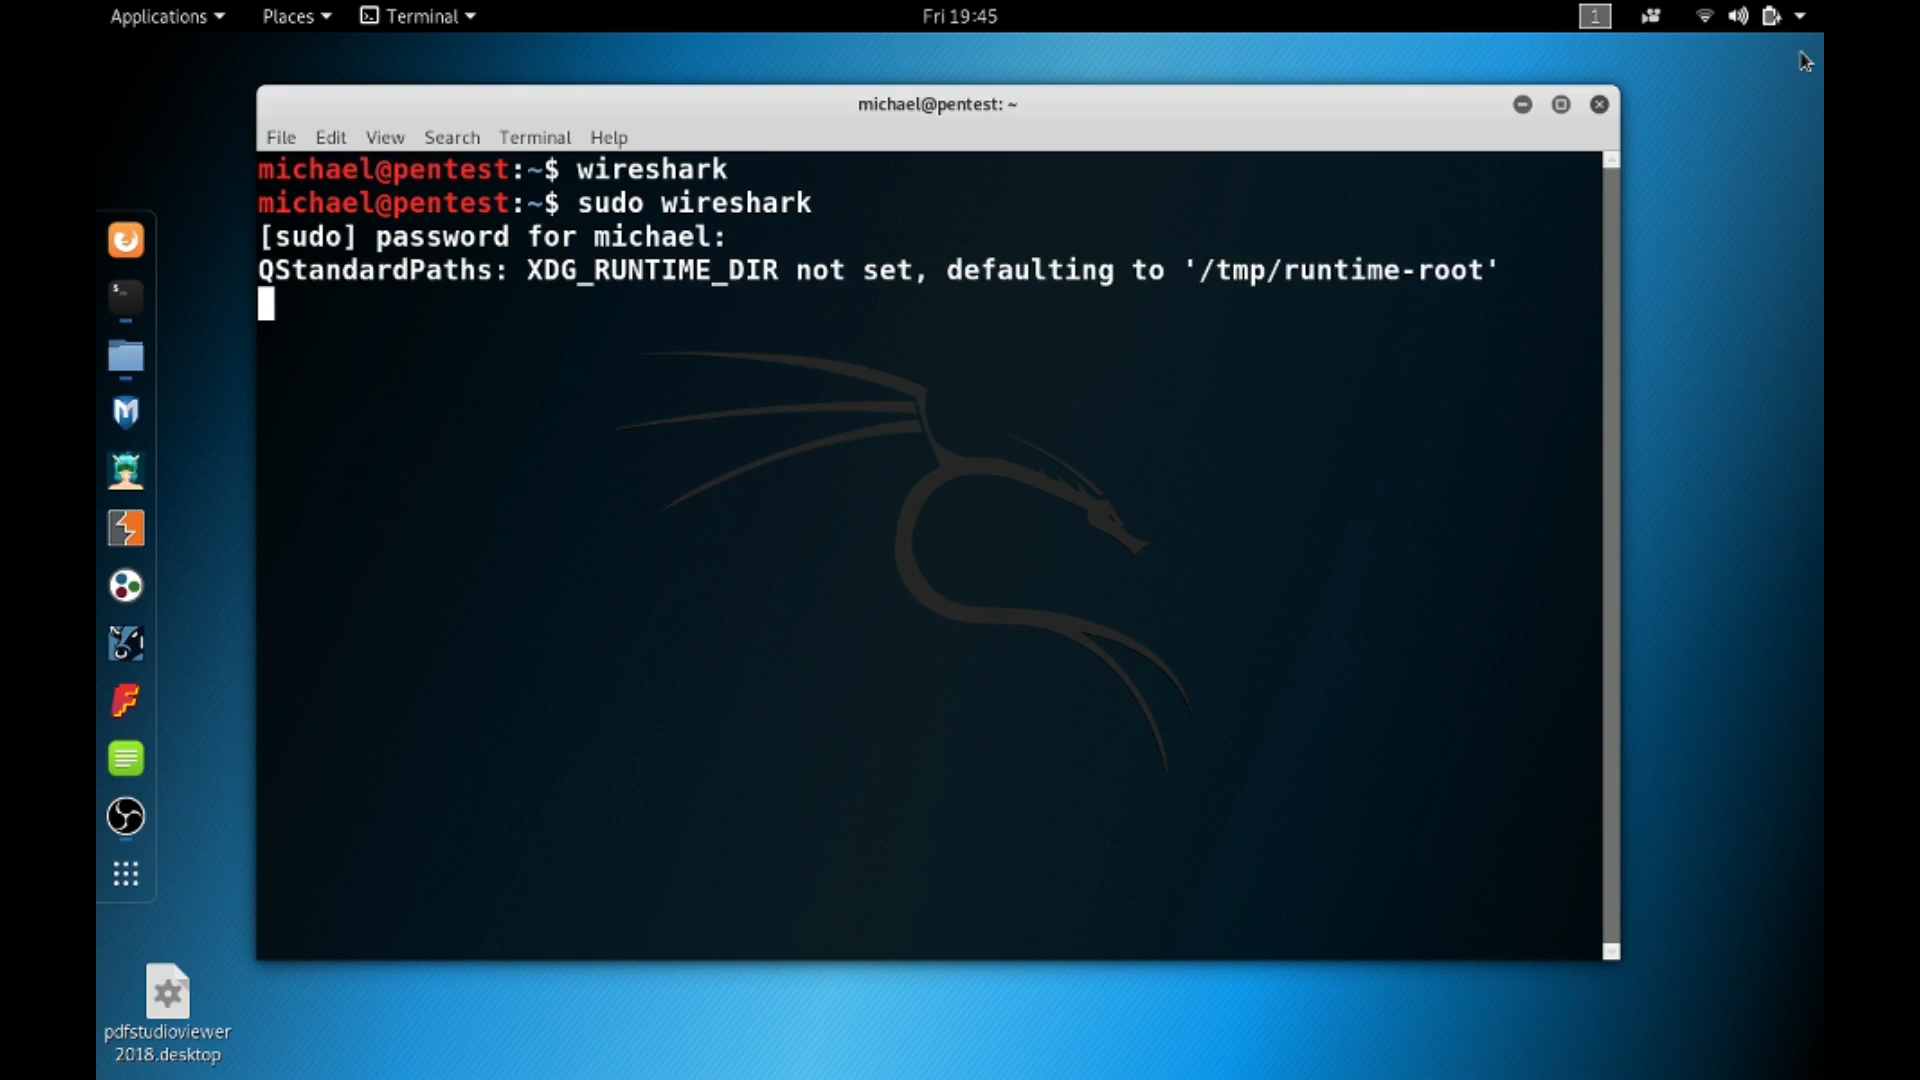 Applications Places Terminal Fri 19:45 1
michael@pentest: ~
File Edit View Search Terminal Help
michael@pentest:~$ wireshark
michael@pentest:~$ sudo wireshark
[sudo] password for michael:
QStandardPaths: XDG_RUNTIME_DIR not set, defaulting to '/tmp/runtime-root'
$_
pdfstudioviewer
2018.desktop